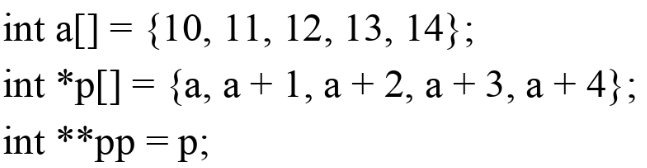 int a[] = {10, 11, 12, 13, 14};
int *p[] = {a, a + 1, a + 2, a + 3, a + 4};
int **pp = p;